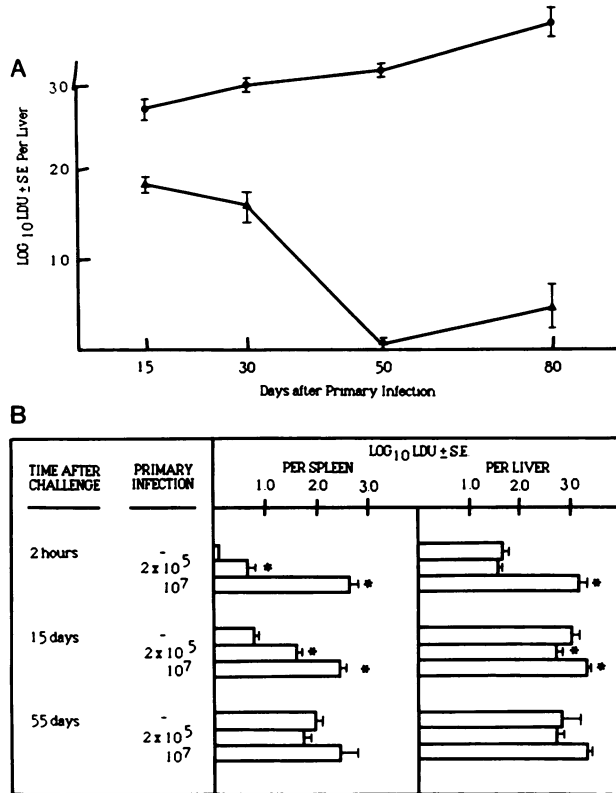 A
LOG 10 LDU ± SE Per Liver
30
20
10
15 30 50 80
Days after Primary Infection
B
LOG10 LDU ± S.E
TIME AFTER CHALLENGE PRIMARY INFECTION PER SPLEEN PER LIVER
1.0 2.0 3.0 1.0 2.0 3.0
2 hours -
2 x 10^5 *
10^7 * *
15 days -
2 x 10^5 * *
10^7 * *
55 days -
2 x 10^5
10^7